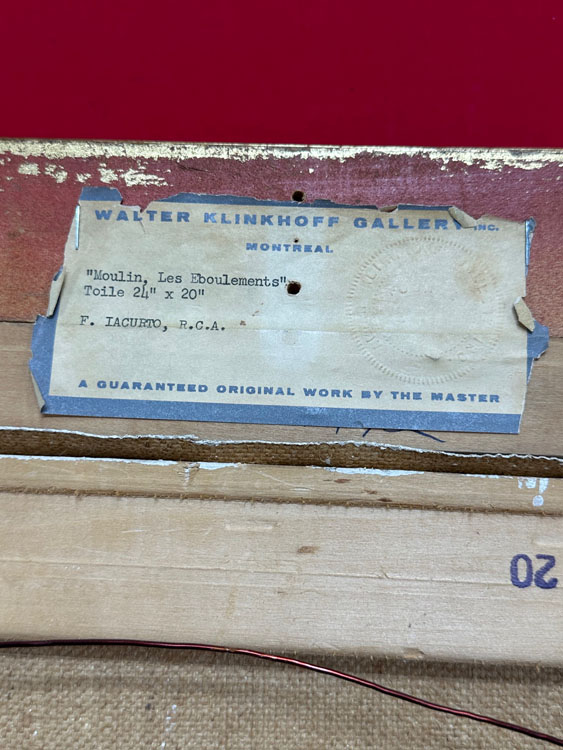 WALTER KLINKHOFF GALLERY INC.
MONTREAL
"Moulin, Les Eboulements"
Toile 24" x 20"
F. IACURTO, R.C.A.
A GUARANTEED ORIGINAL WORK BY THE MASTER
20